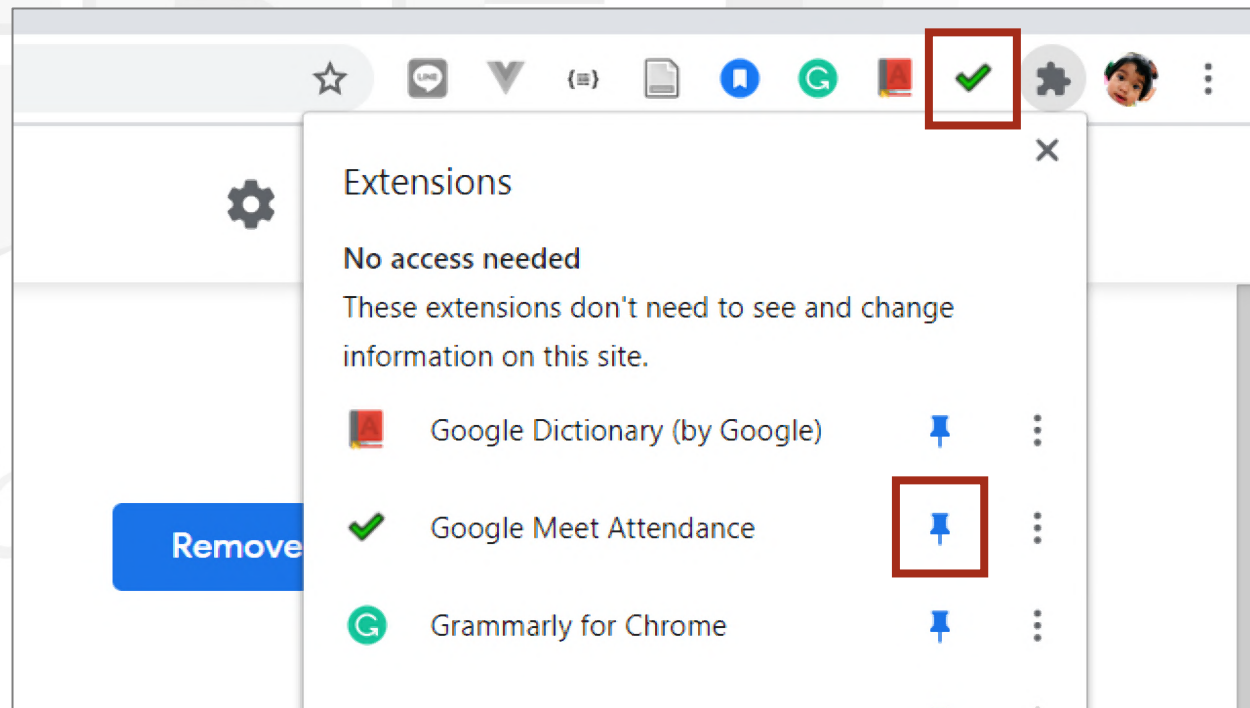 LINE
Extensions
No access needed
These extensions don't need to see and change
information on this site.
Google Dictionary (by Google)
Google Meet Attendance
Remove
Grammarly for Chrome